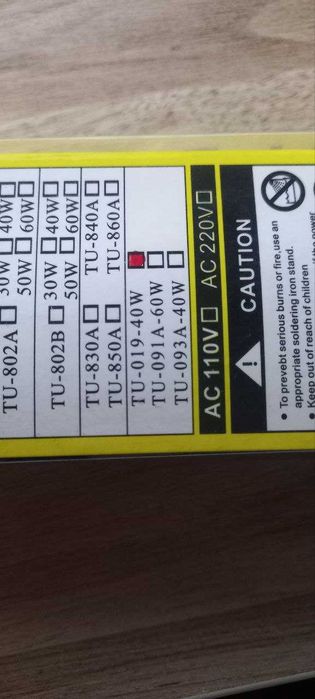 TU-802A □ 30W □ 40W □
50W □ 60W □
TU-802B □ 30W □ 40W □
50W □ 60W □
TU-830A □ TU-840A □
TU-850A □ TU-860A □
TU-019-40W ■
TU-091A-60W □
TU-093A-40W □
AC 110V □ AC 220V □
CAUTION
● To prevebt serious burns or fire,use an
appropriate soldering iron stand.
● Keep out of reach of children
the power